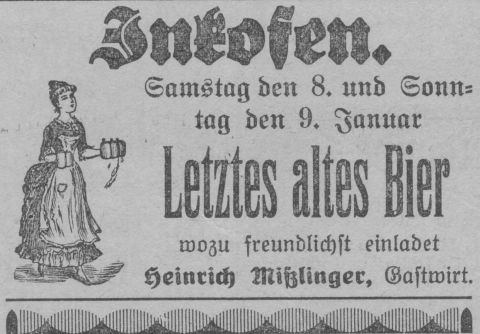 Inkofen.
Samstag den 8. und Sonn=
tag den 9. Januar
Letztes altes Bier
wozu freundlichst einladet
Heinrich Mißlinger, Gastwirt.